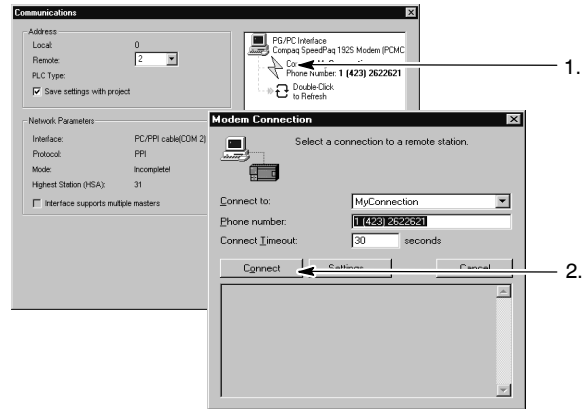 Communications
Address
Local: 0
Remote: 2
PLC Type:
Save settings with project
Network Parameters
Interface: PC/PPI cable(COM 2)
Protocol: PPI
Mode: Incomplete!
Highest Station (HSA): 31
Interface supports multiple masters
PG/PC Interface
Compaq SpeedPaq 192S Modem (PCMC
Phone Number: 1 (423) 2622621
Double-Click
to Refresh
1.
Modem Connection
Select a connection to a remote station.
Connect to: MyConnection
Phone number: 1 (423) 2622621
Connect Timeout: 30 seconds
Connect Settings Cancel
2.